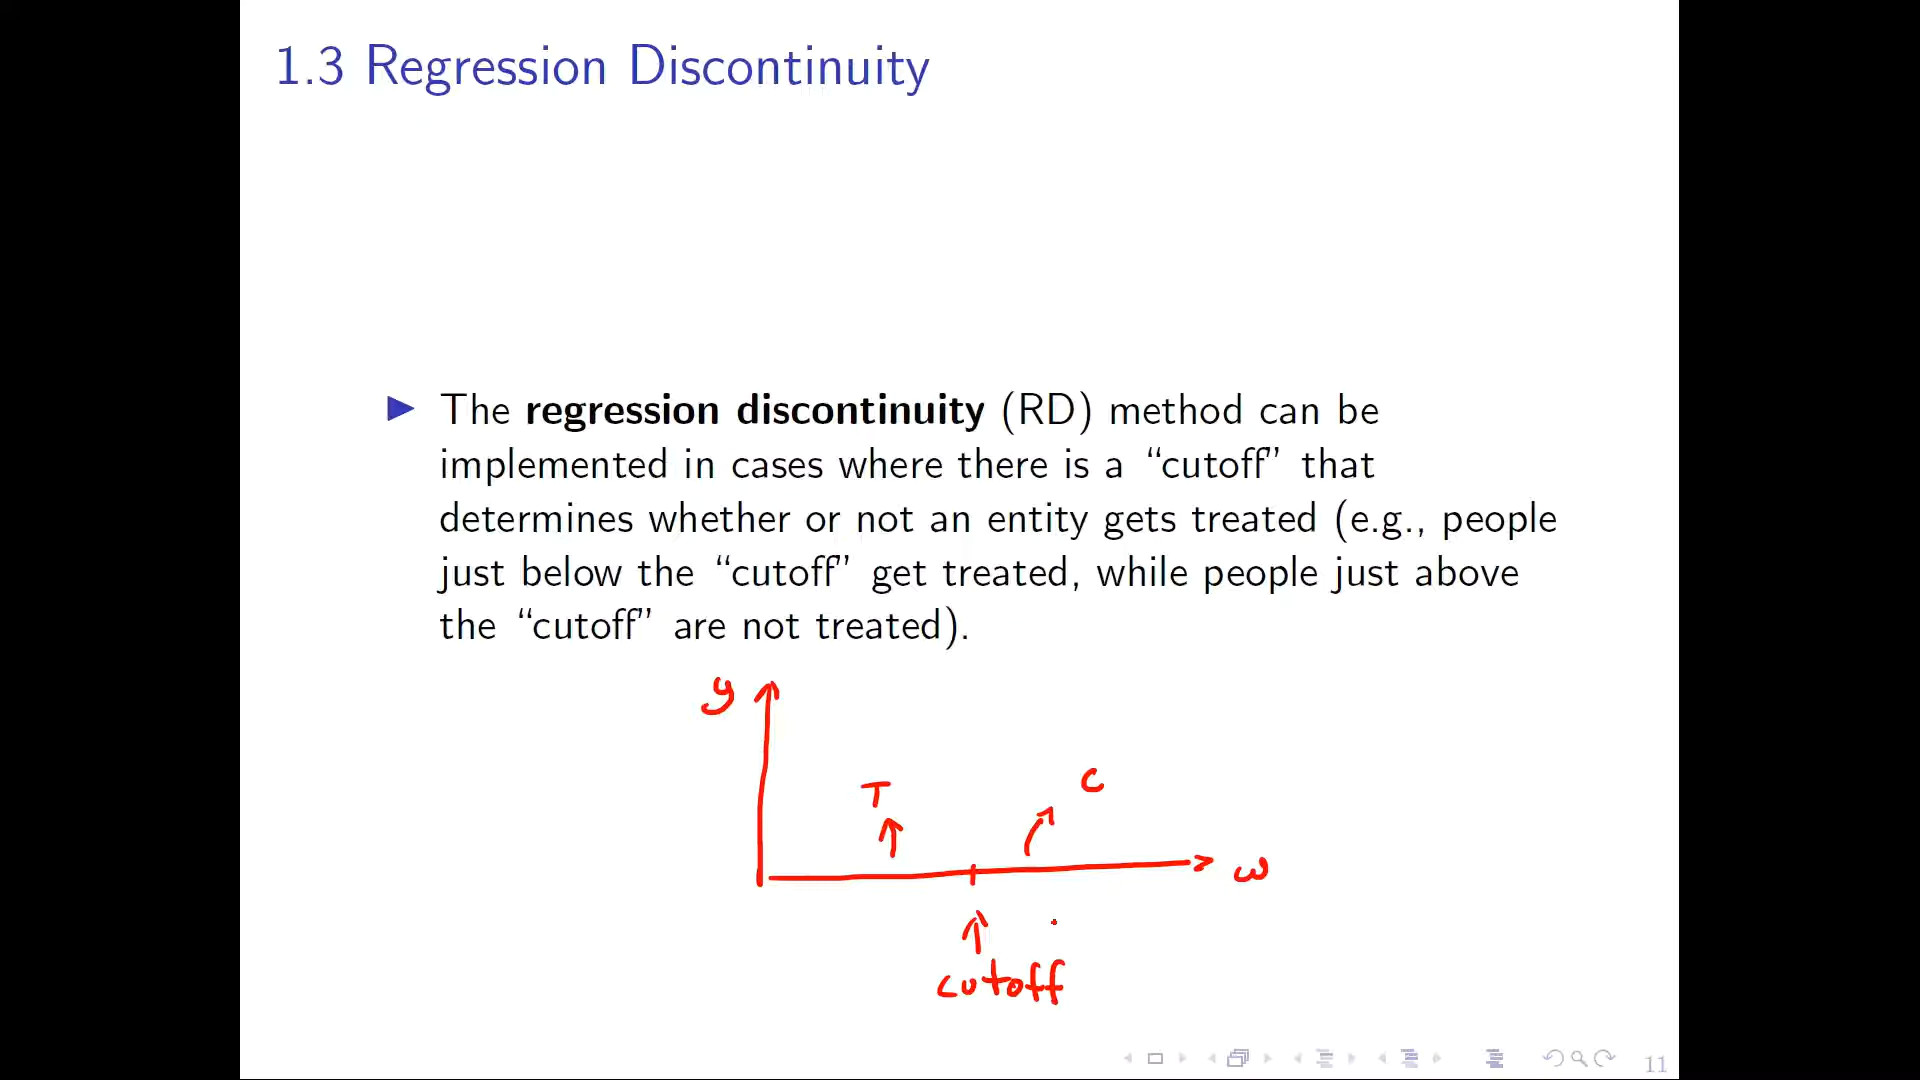 1.3 Regression Discontinuity
▶ The regression discontinuity (RD) method can be
implemented in cases where there is a “cutoff” that
determines whether or not an entity gets treated (e.g., people
just below the “cutoff” get treated, while people just above
the “cutoff” are not treated).
y
T
C
w
cutoff
11